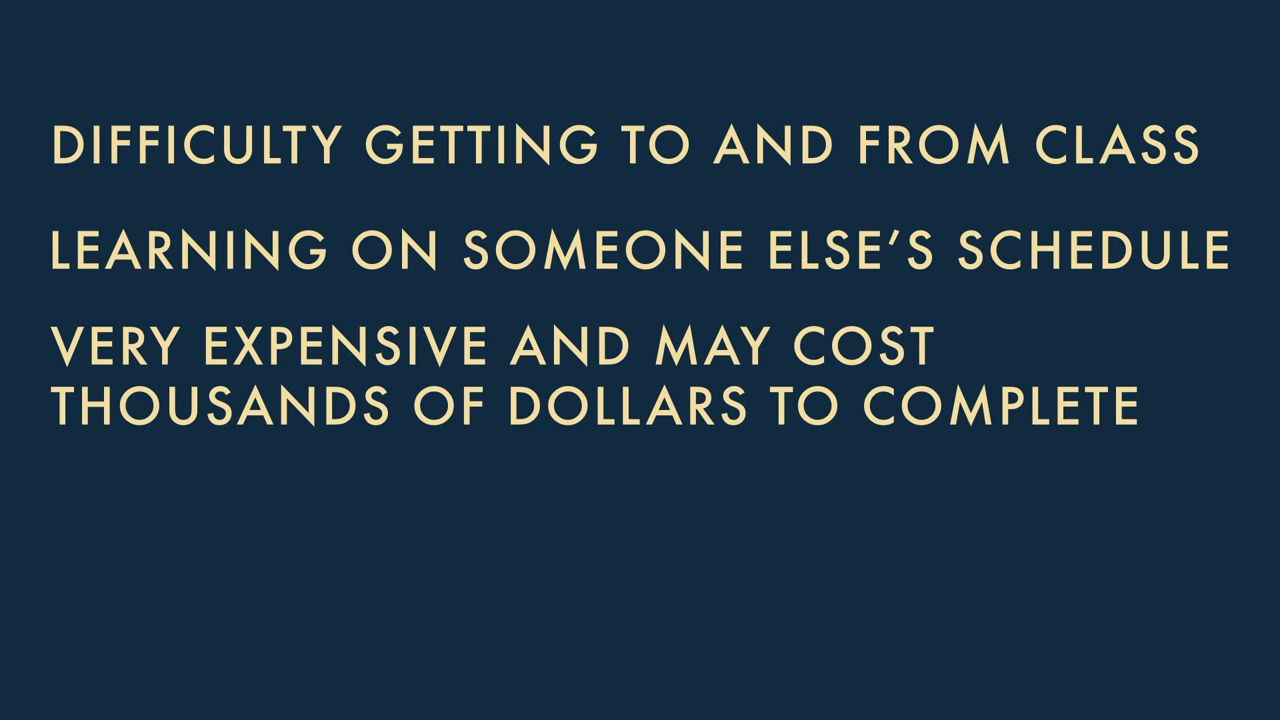 DIFFICULTY GETTING TO AND FROM CLASS
LEARNING ON SOMEONE ELSE’S SCHEDULE
VERY EXPENSIVE AND MAY COST
THOUSANDS OF DOLLARS TO COMPLETE